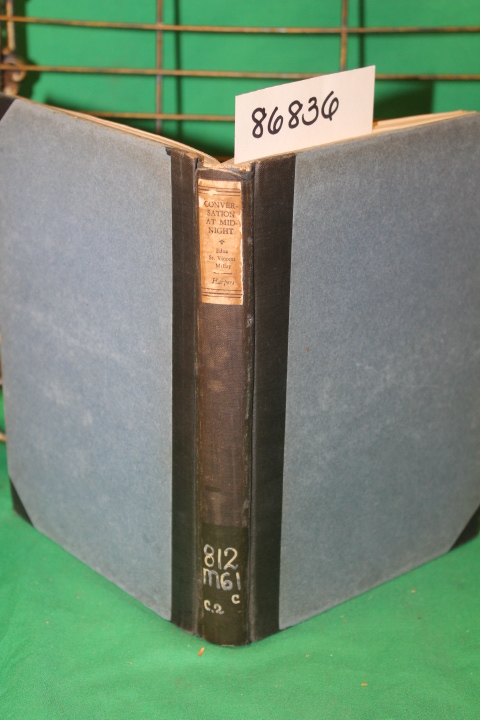 86836
CONVER-
SATION
AT MID-
NIGHT
Edna
St. Vincent
Millay
Harpers
812
M61
c
c.2